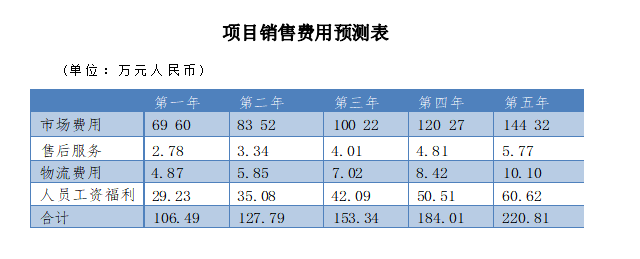 项目销售费用预测表
(单位：万元人民币)
第一年 第二年 第三年 第四年 第五年
市场费用 69 60 83 52 100 22 120 27 144 32
售后服务 2.78 3.34 4.01 4.81 5.77
物流费用 4.87 5.85 7.02 8.42 10.10
人员工资福利 29.23 35.08 42.09 50.51 60.62
合计 106.49 127.79 153.34 184.01 220.81